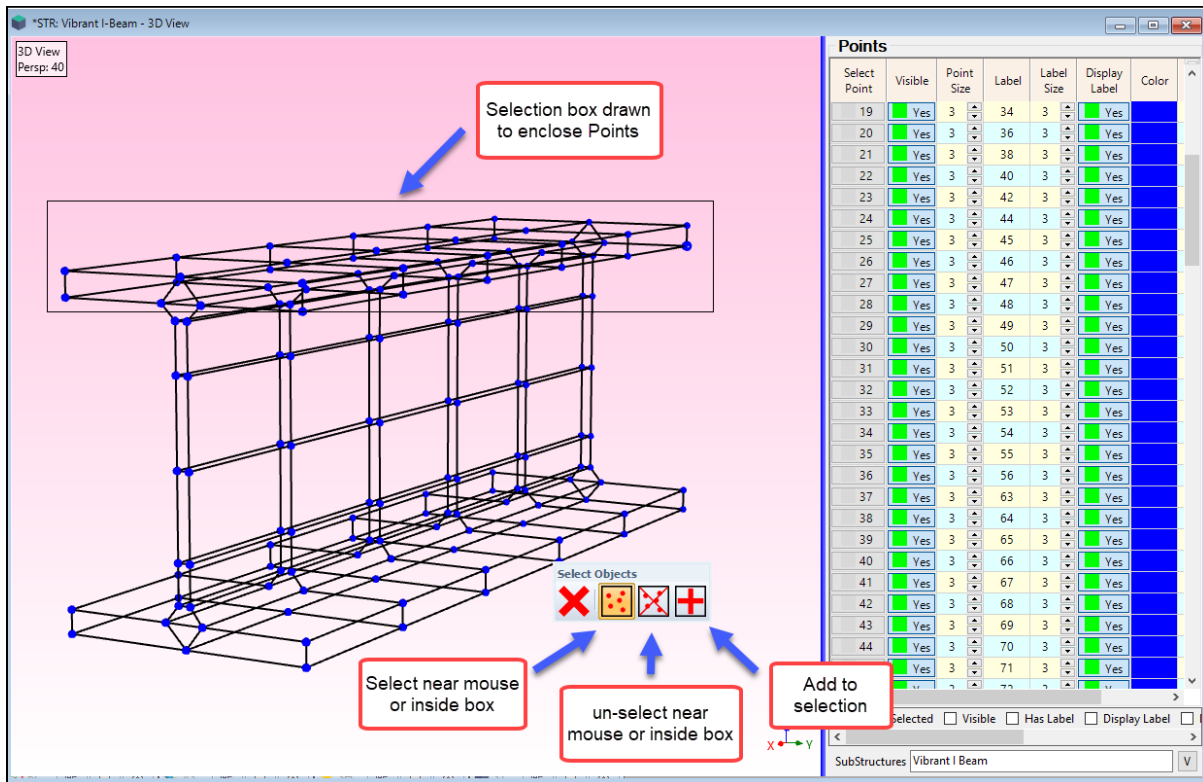 *STR: Vibrant I-Beam - 3D View
3D View
Persp: 40
Selection box drawn
to enclose Points
Select Objects
Select near mouse
or inside box
un-select near
mouse or inside box
Add to
selection
X Y
Points
Select Point Visible Point Size Label Label Size Display Label Color
19 Yes 3 34 3 Yes
20 Yes 3 36 3 Yes
21 Yes 3 38 3 Yes
22 Yes 3 40 3 Yes
23 Yes 3 42 3 Yes
24 Yes 3 44 3 Yes
25 Yes 3 45 3 Yes
26 Yes 3 46 3 Yes
27 Yes 3 47 3 Yes
28 Yes 3 48 3 Yes
29 Yes 3 49 3 Yes
30 Yes 3 50 3 Yes
31 Yes 3 51 3 Yes
32 Yes 3 52 3 Yes
33 Yes 3 53 3 Yes
34 Yes 3 54 3 Yes
35 Yes 3 55 3 Yes
36 Yes 3 56 3 Yes
37 Yes 3 63 3 Yes
38 Yes 3 64 3 Yes
39 Yes 3 65 3 Yes
40 Yes 3 66 3 Yes
41 Yes 3 67 3 Yes
42 Yes 3 68 3 Yes
43 Yes 3 69 3 Yes
44 Yes 3 70 3 Yes
Yes 3 71 3 Yes
Selected Visible Has Label Display Label
SubStructures Vibrant I Beam V